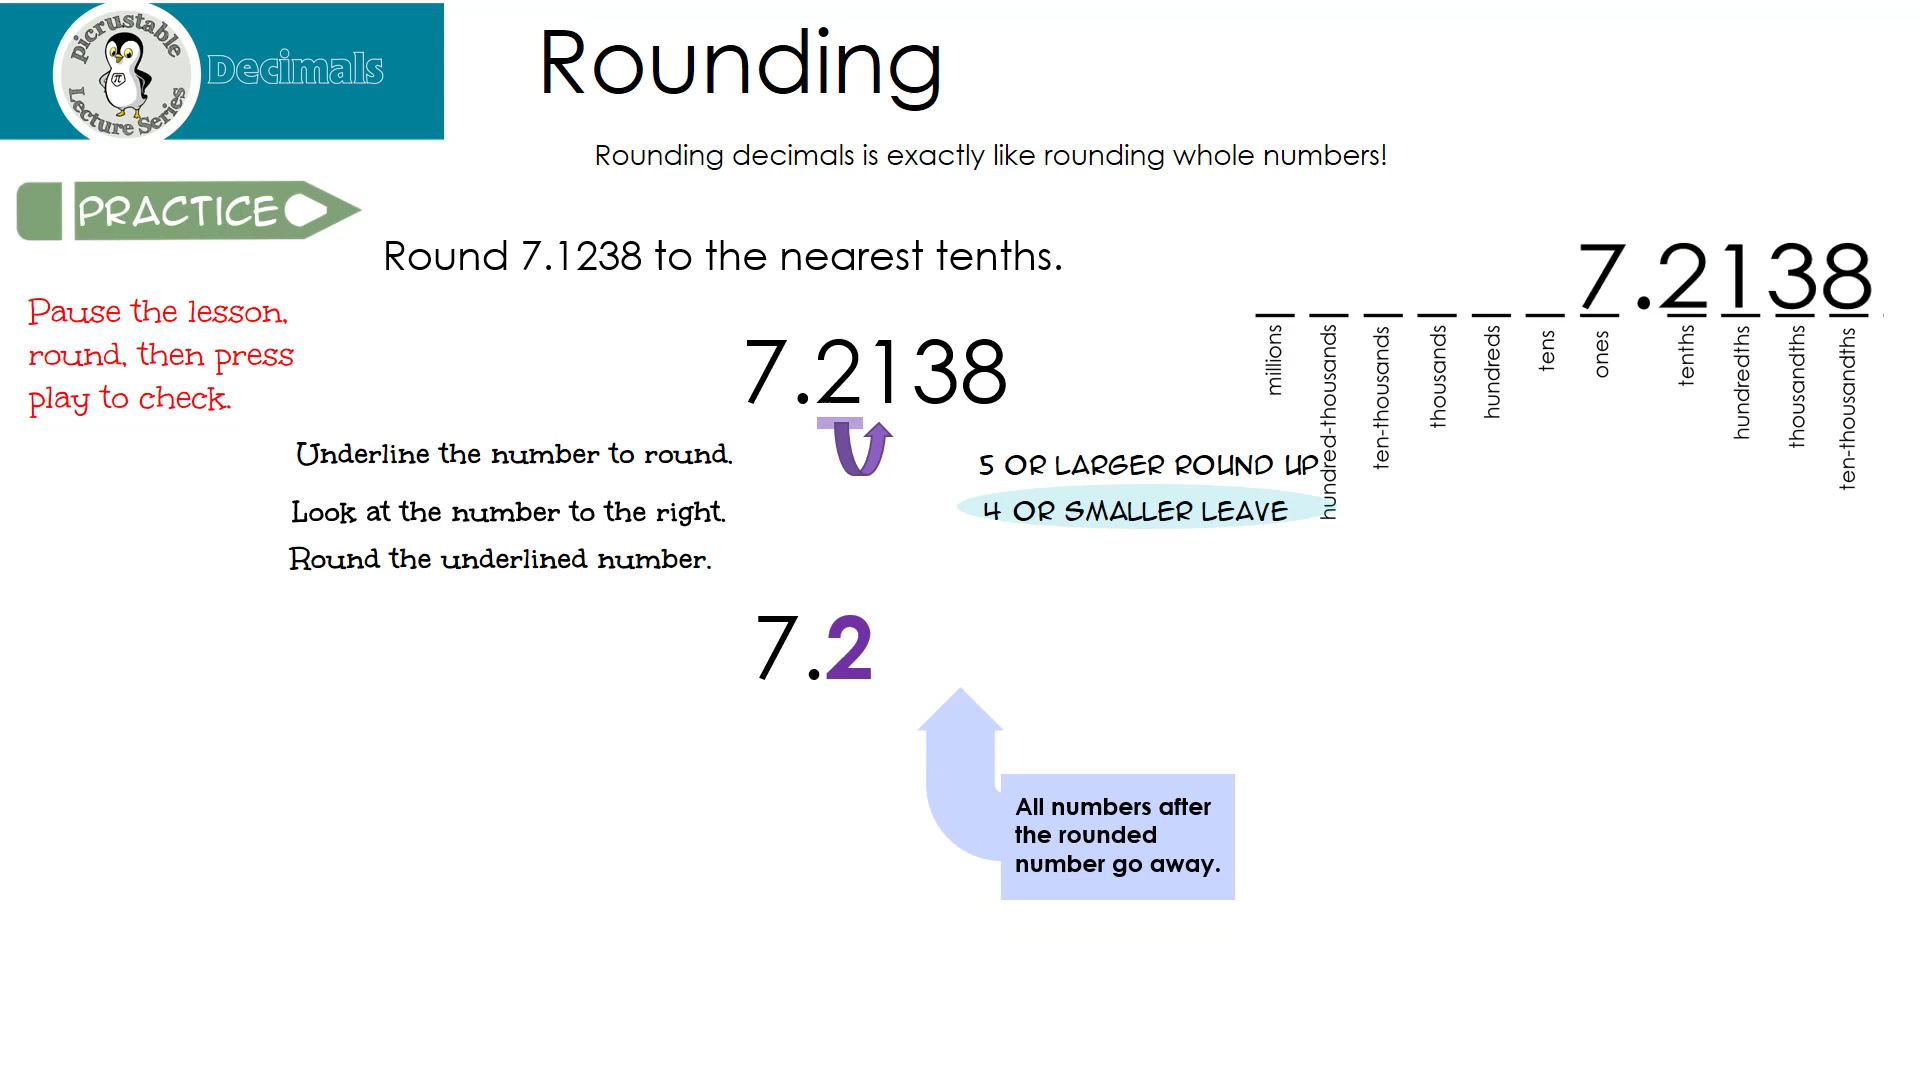 picrustable
Lecture Series
π
Decimals
Rounding
Rounding decimals is exactly like rounding whole numbers!
PRACTICE
Round 7.1238 to the nearest tenths.
Pause the lesson,
round, then press
play to check.
7.2138
millions
hundred-thousands
ten-thousands
thousands
hundreds
tens
ones
tenths
hundredths
thousandths
ten-thousandths
7.2138
Underline the number to round.
Look at the number to the right.
Round the underlined number.
5 OR LARGER ROUND UP
4 OR SMALLER LEAVE
7.2
All numbers after
the rounded
number go away.